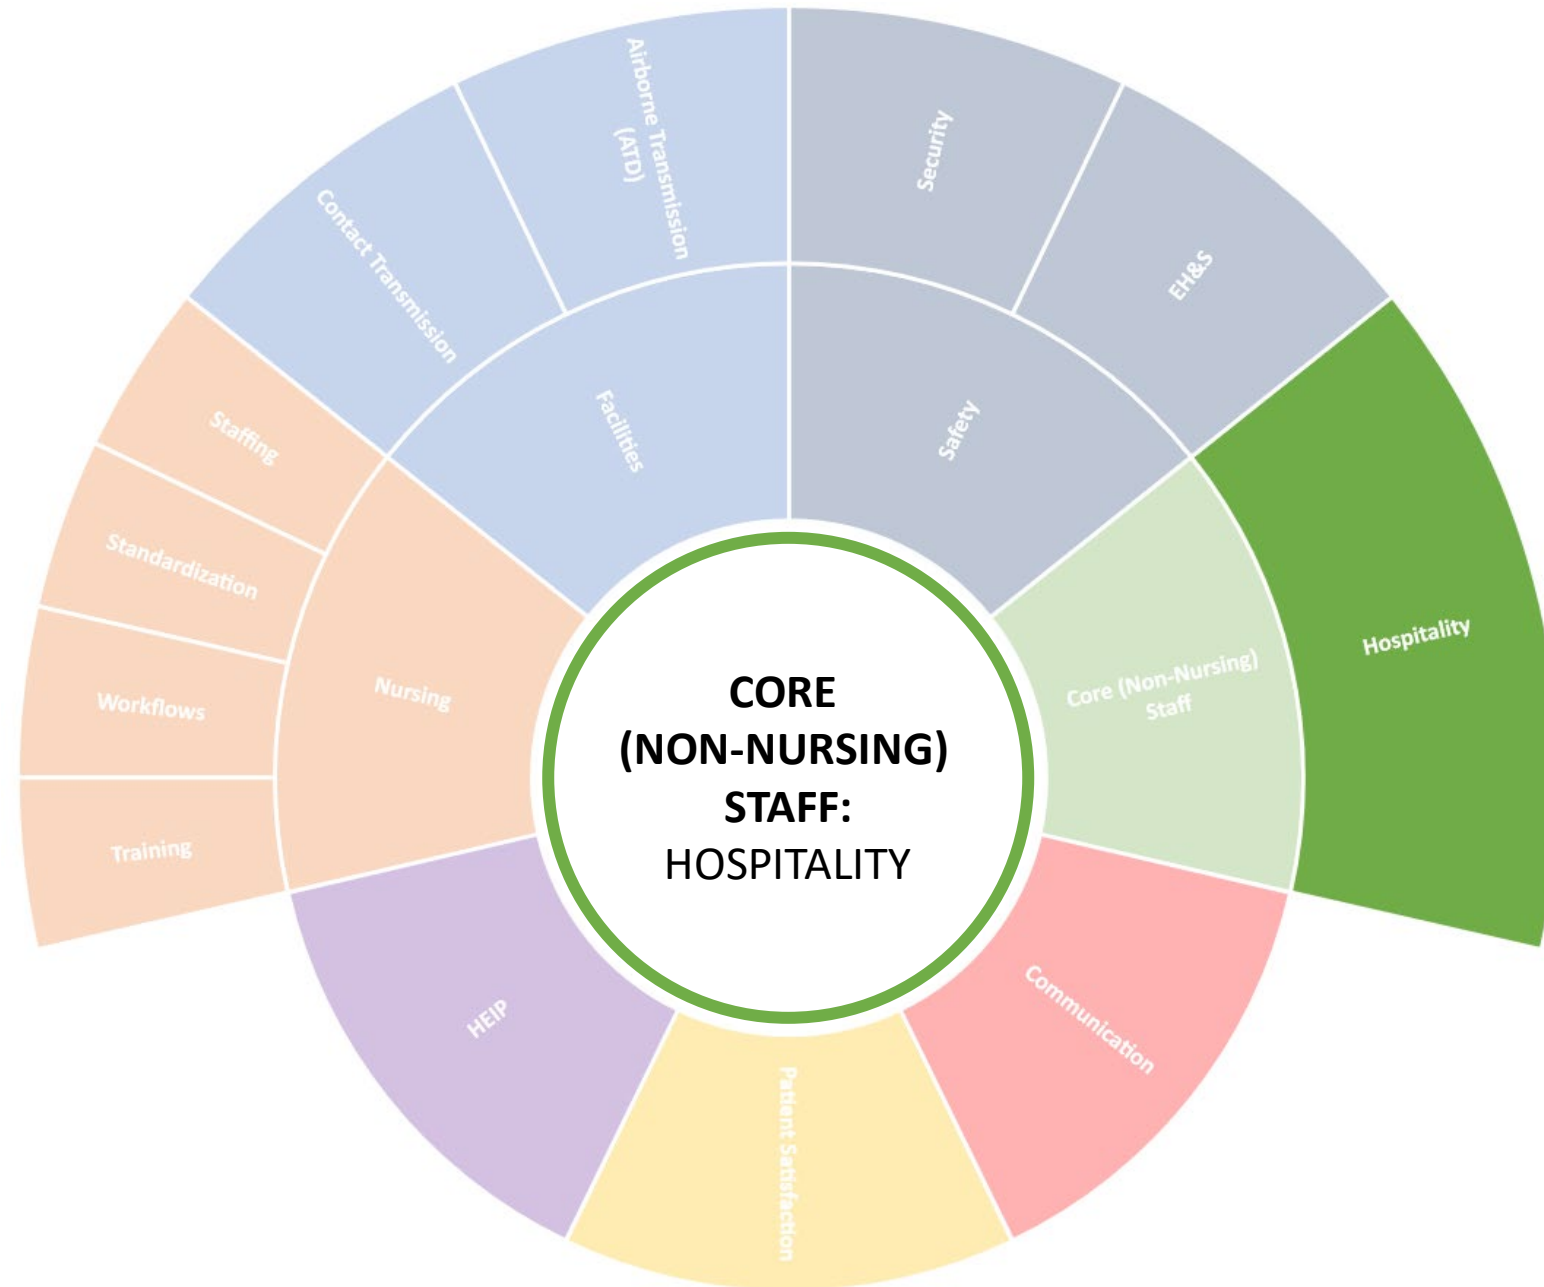 Airborne Transmission
(ATD)
Security
Contact Transmission
EH&S
Staffing
Facilities
Safety
Standardization
Hospitality
Workflows
Nursing
Core (Non-Nursing)
Staff
CORE
(NON-NURSING)
STAFF:
HOSPITALITY
Training
HEIP
Communication
Patient Satisfaction